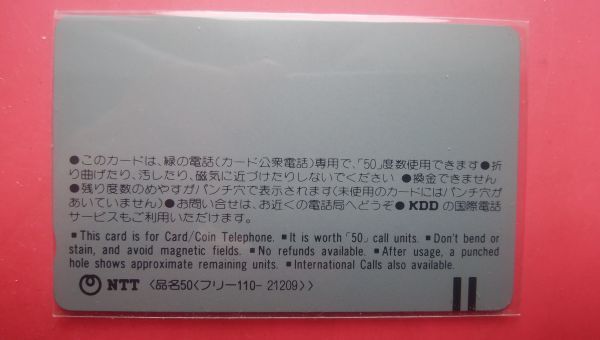 ●このカードは、緑の電話(カード公衆電話)専用で、「50」度数使用できます●折
り曲げたり、汚したり、磁気に近づけたりしないでください ●換金できません
●残り度数のめやすがパンチ穴で表示されます(未使用のカードにはパンチ穴
があいていません)●お問い合せは、お近くの電話局へどうぞ● KDD の国際電話
サービスもご利用いただけます。
▪This card is for Card/Coin Telephone. ▪It is worth「50」call units. ▪Don't bend or
stain, and avoid magnetic fields. ▪No refunds available. ▪After usage, a punched
hole shows approximate remaining units. ▪International Calls also available.
NTT 〈品名50〈フリー110- 21209〉〉